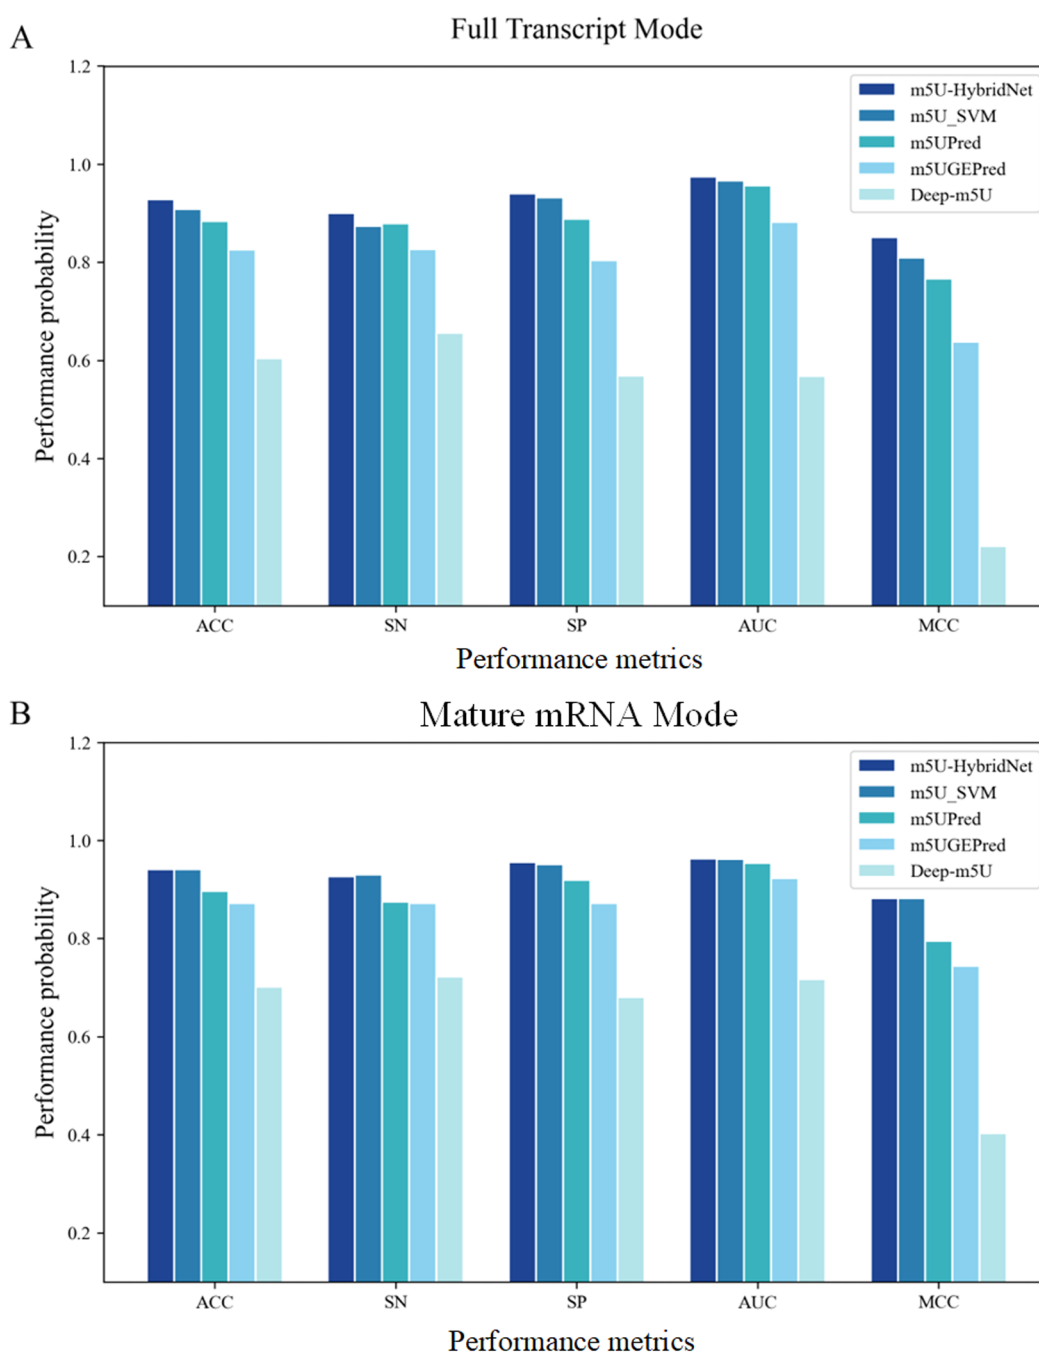 A
Full Transcript Mode
1.2
1.0
0.8
0.6
0.4
0.2
Performance probability
m5U-HybridNet
m5U_SVM
m5UPred
m5UGEPred
Deep-m5U
ACC SN SP AUC MCC
Performance metrics
B
Mature mRNA Mode
1.2
1.0
0.8
0.6
0.4
0.2
Performance probability
m5U-HybridNet
m5U_SVM
m5UPred
m5UGEPred
Deep-m5U
ACC SN SP AUC MCC
Performance metrics